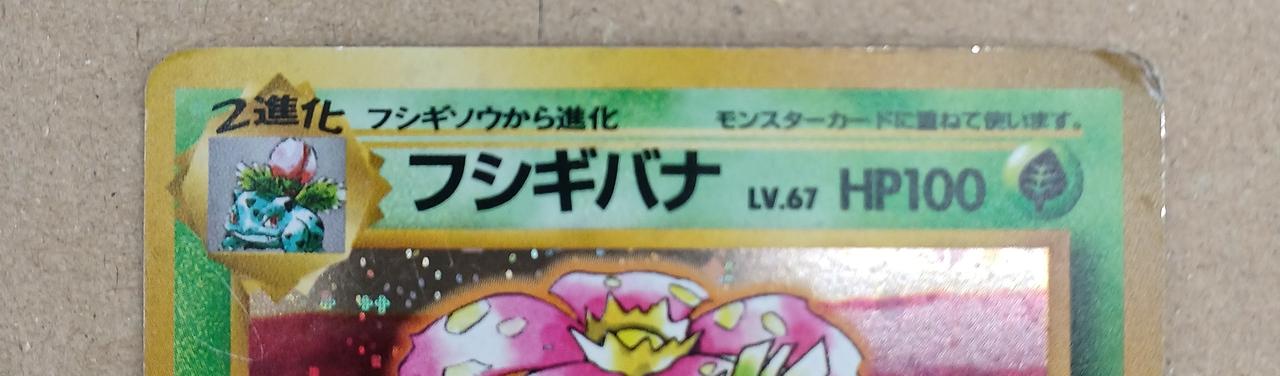 2進化 フシギソウから進化 モンスターカードに重ねて使います。
フシギバナ LV.67 HP100